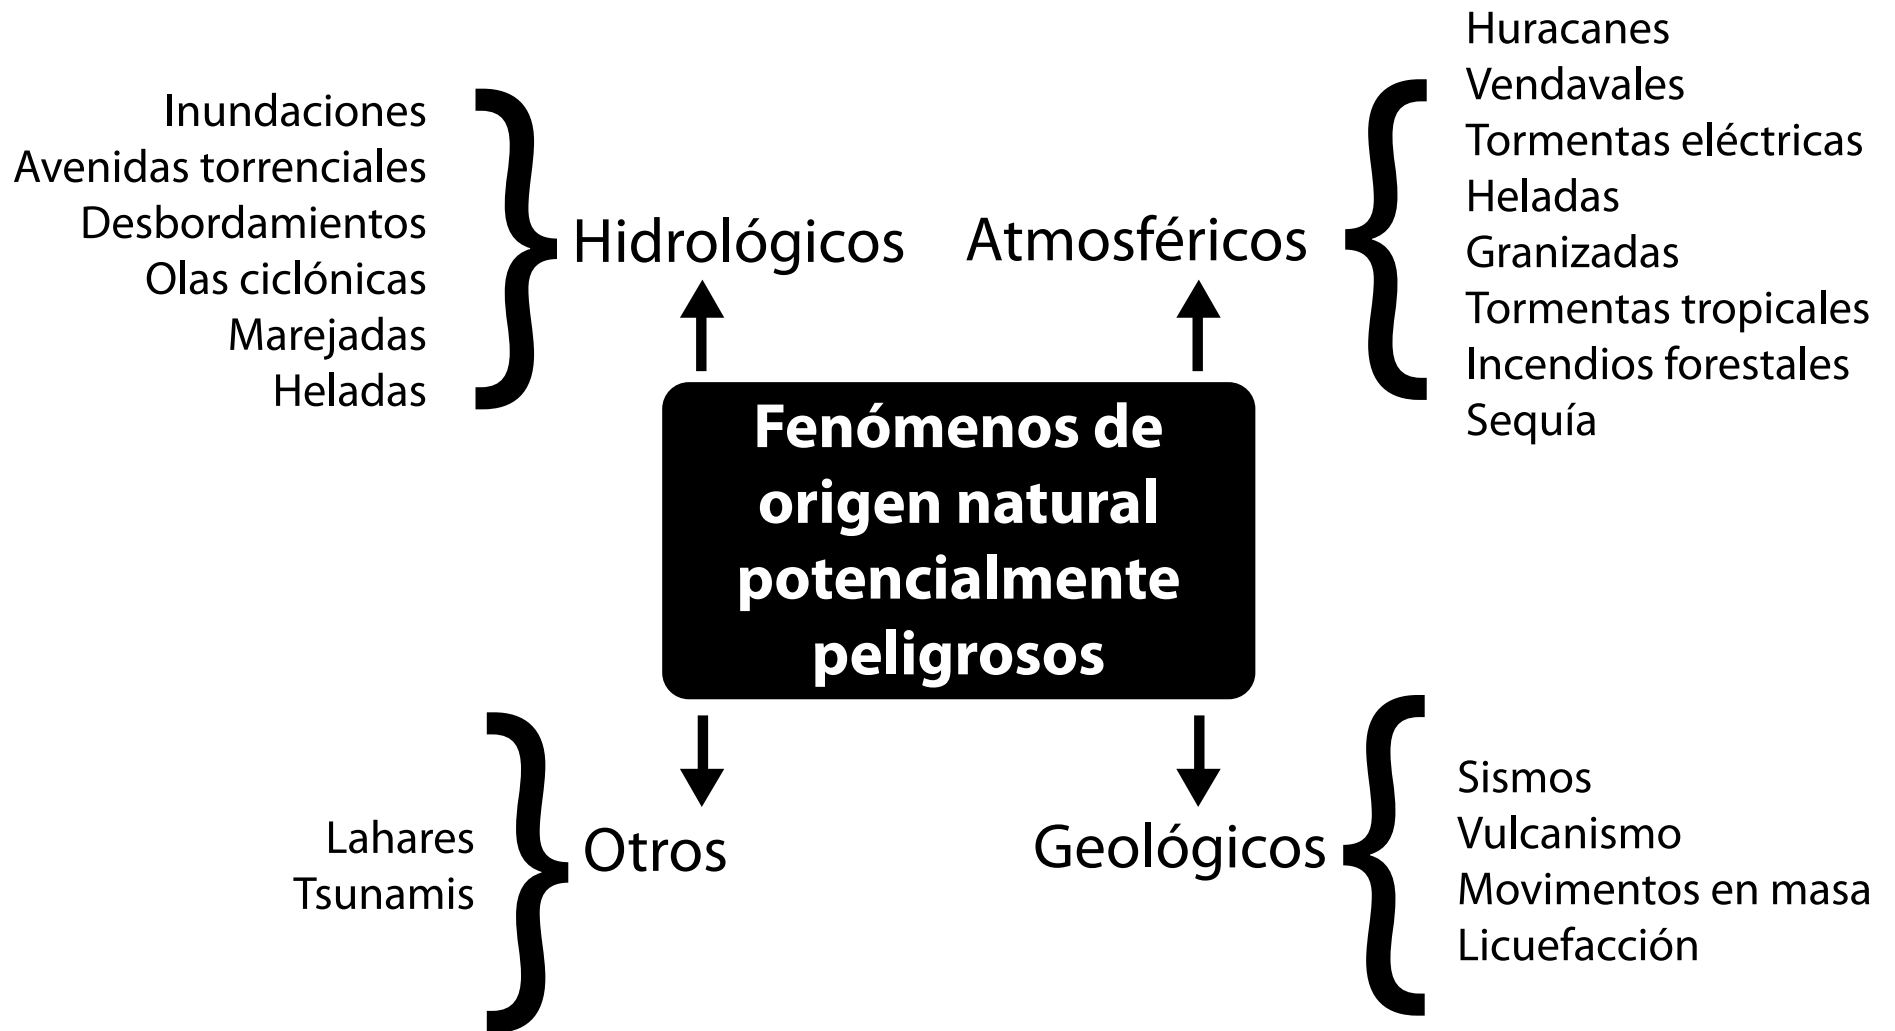 Inundaciones
Avenidas torrenciales
Desbordamientos
Olas ciclónicas
Marejadas
Heladas
Hidrológicos
Atmosféricos
Huracanes
Vendavales
Tormentas eléctricas
Heladas
Granizadas
Tormentas tropicales
Incendios forestales
Sequía
Fenómenos de
origen natural
potencialmente
peligrosos
Lahares
Tsunamis
Otros
Geológicos
Sismos
Vulcanismo
Movimentos en masa
Licuefacción